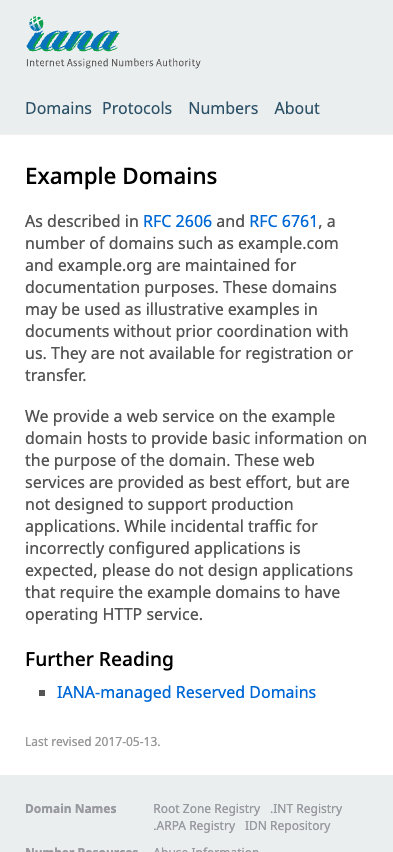 iana
Internet Assigned Numbers Authority
Domains Protocols Numbers About
Example Domains
As described in RFC 2606 and RFC 6761, a
number of domains such as example.com
and example.org are maintained for
documentation purposes. These domains
may be used as illustrative examples in
documents without prior coordination with
us. They are not available for registration or
transfer.
We provide a web service on the example
domain hosts to provide basic information on
the purpose of the domain. These web
services are provided as best effort, but are
not designed to support production
applications. While incidental traffic for
incorrectly configured applications is
expected, please do not design applications
that require the example domains to have
operating HTTP service.
Further Reading
IANA-managed Reserved Domains
Last revised 2017-05-13.
Domain Names Root Zone Registry .INT Registry
.ARPA Registry IDN Repository
Number Resources Abuse Information